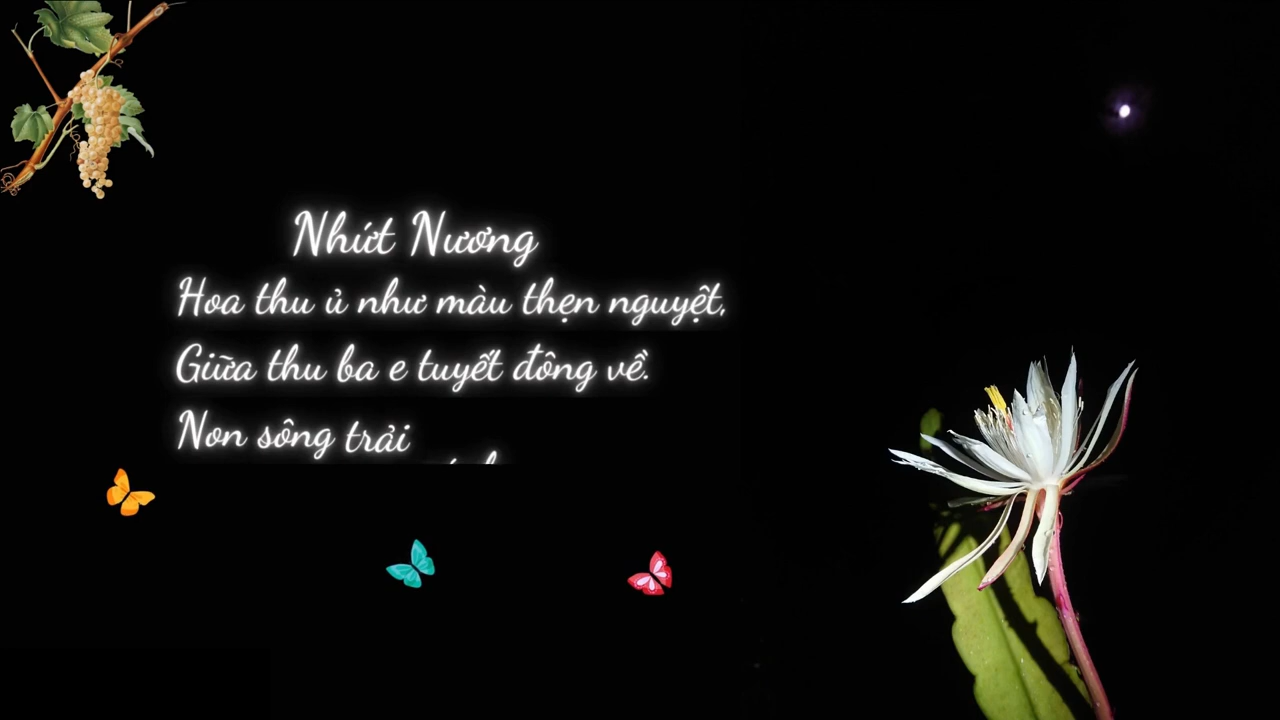 Nhứt Nương
Hoa thu ủ như màu thẹn nguyệt,
Giữa thu ba e tuyết đông về.
Non sông trải